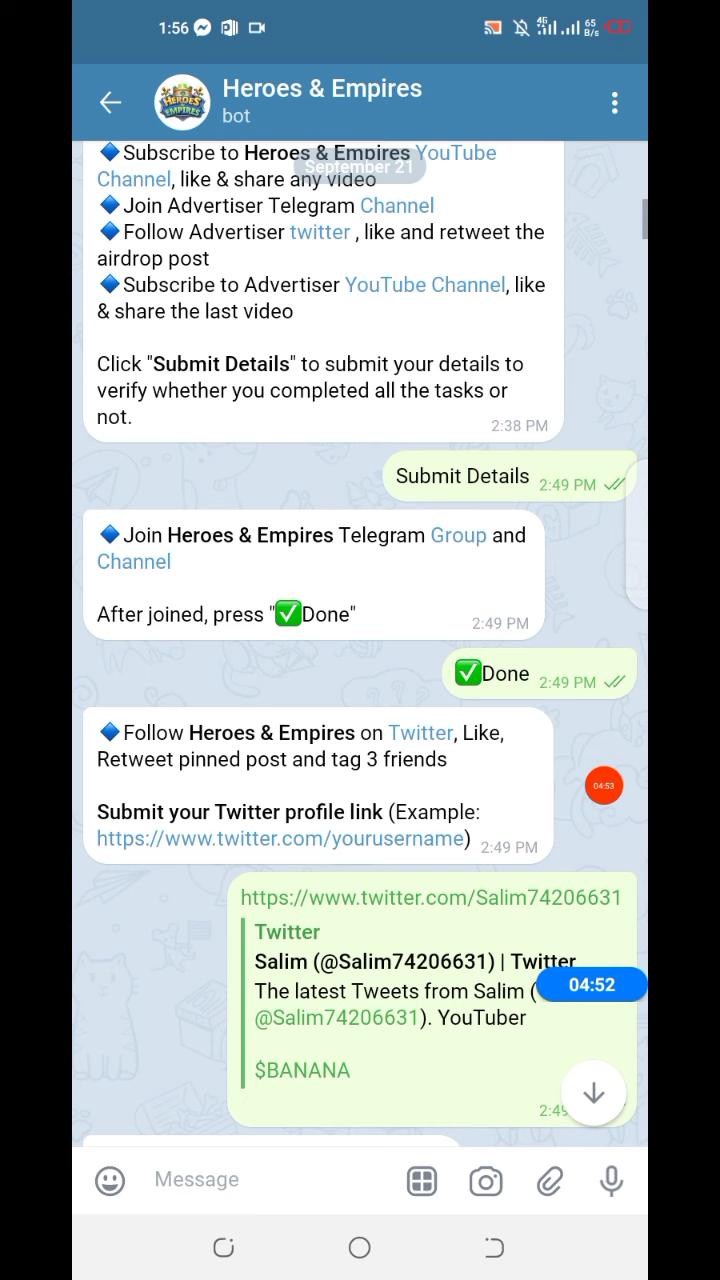 1:56
4G
65
B/s
Heroes & Empires
bot
🔷Subscribe to Heroes & Empires YouTube
September 21
Channel, like & share any video
🔷Join Advertiser Telegram Channel
🔷Follow Advertiser twitter , like and retweet the
airdrop post
🔷Subscribe to Advertiser YouTube Channel, like
& share the last video
Click "Submit Details" to submit your details to
verify whether you completed all the tasks or
not.
2:38 PM
Submit Details 2:49 PM
🔷Join Heroes & Empires Telegram Group and
Channel
After joined, press "✅Done"
2:49 PM
✅Done 2:49 PM
🔷Follow Heroes & Empires on Twitter, Like,
Retweet pinned post and tag 3 friends
04:53
Submit your Twitter profile link (Example:
https://www.twitter.com/yourusername) 2:49 PM
https://www.twitter.com/Salim74206631
Twitter
Salim (@Salim74206631) | Twitter
04:52
The latest Tweets from Salim (
@Salim74206631). YouTuber
$BANANA
2:49
Message